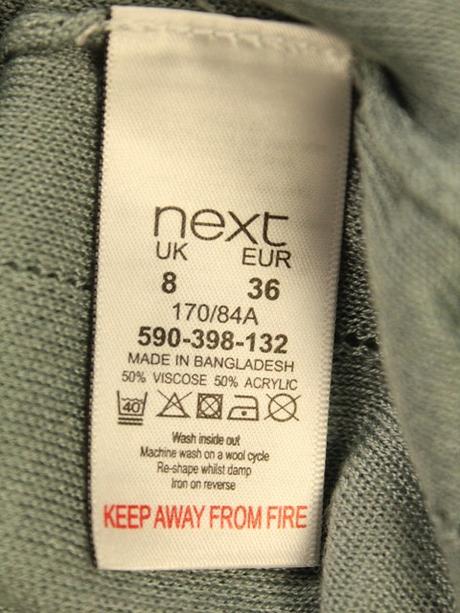 next
UK EUR
8 36
170/84A
590-398-132
MADE IN BANGLADESH
50% VISCOSE 50% ACRYLIC
40
Wash inside out
Machine wash on a wool cycle
Re-shape whilst damp
Iron on reverse
KEEP AWAY FROM FIRE